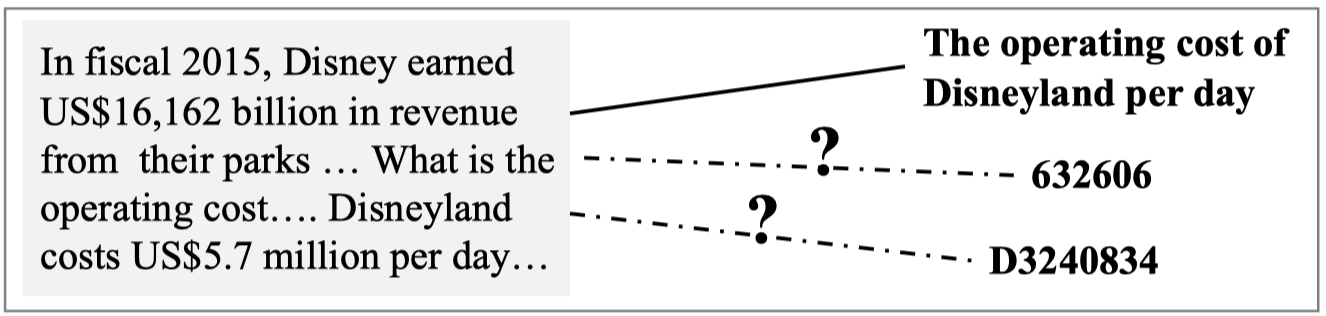 In fiscal 2015, Disney earned
US$16,162 billion in revenue
from their parks … What is the
operating cost…. Disneyland
costs US$5.7 million per day…
The operating cost of
Disneyland per day
?
632606
?
D3240834